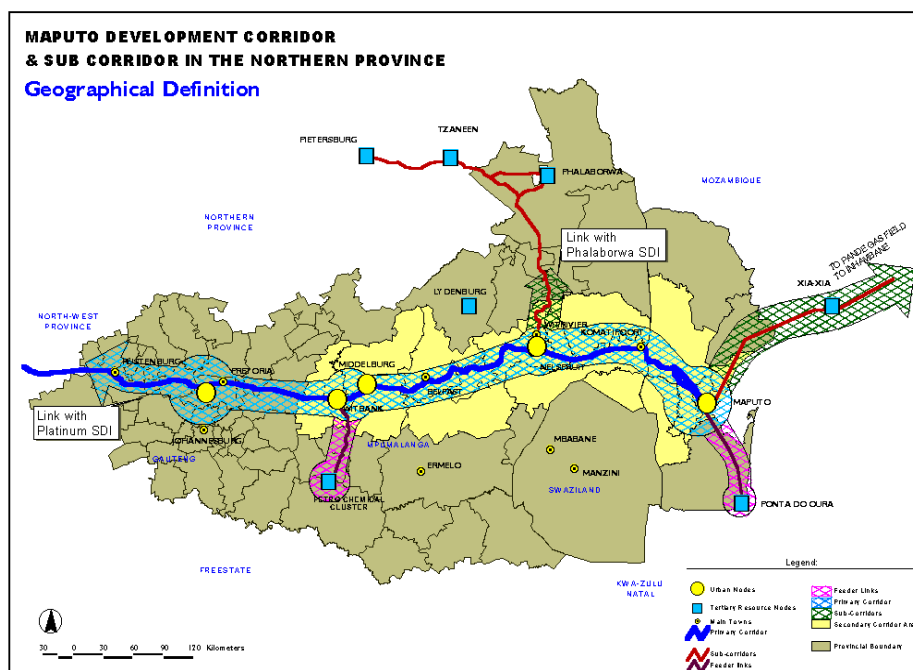 MAPUTO DEVELOPMENT CORRIDOR
& SUB CORRIDOR IN THE NORTHERN PROVINCE
Geographical Definition
TZANEEN
PIETERSBURG
PHALABORWA
MOZAMBIQUE
NORTHERN
PROVINCE
TO PANDE GAS FIELD
TO INHAMBANE
Link with
Phalaborwa SDI
XIA-XIA
LYDENBURG
NORTH-WEST
PROVINCE
KOMATIPOORT
RUSTENBURG
MIDDELBURG
PRETORIA
NELSPRUIT
BELFAST
WITBANK
MAPUTO
Link with
Platinum SDI
JOHANNESBURG
MPUMALANGA
GAUTENG
MBABANE
ERMELO
MANZINI
SWAZILAND
PETRO CHEMICAL
CLUSTER
PONTA DO OURA
FREESTATE
KWA-ZULU
NATAL
Legend:
Urban Nodes
Tertiary Resource Nodes
Main Towns
Primary Corridor
Sub-corridors
Feeder links
Feeder Links
Primary Corridor
Sub-Corridors
Secondary Corridor Area
Provincial Boundary
30 0 30 60 90 120 Kilometers